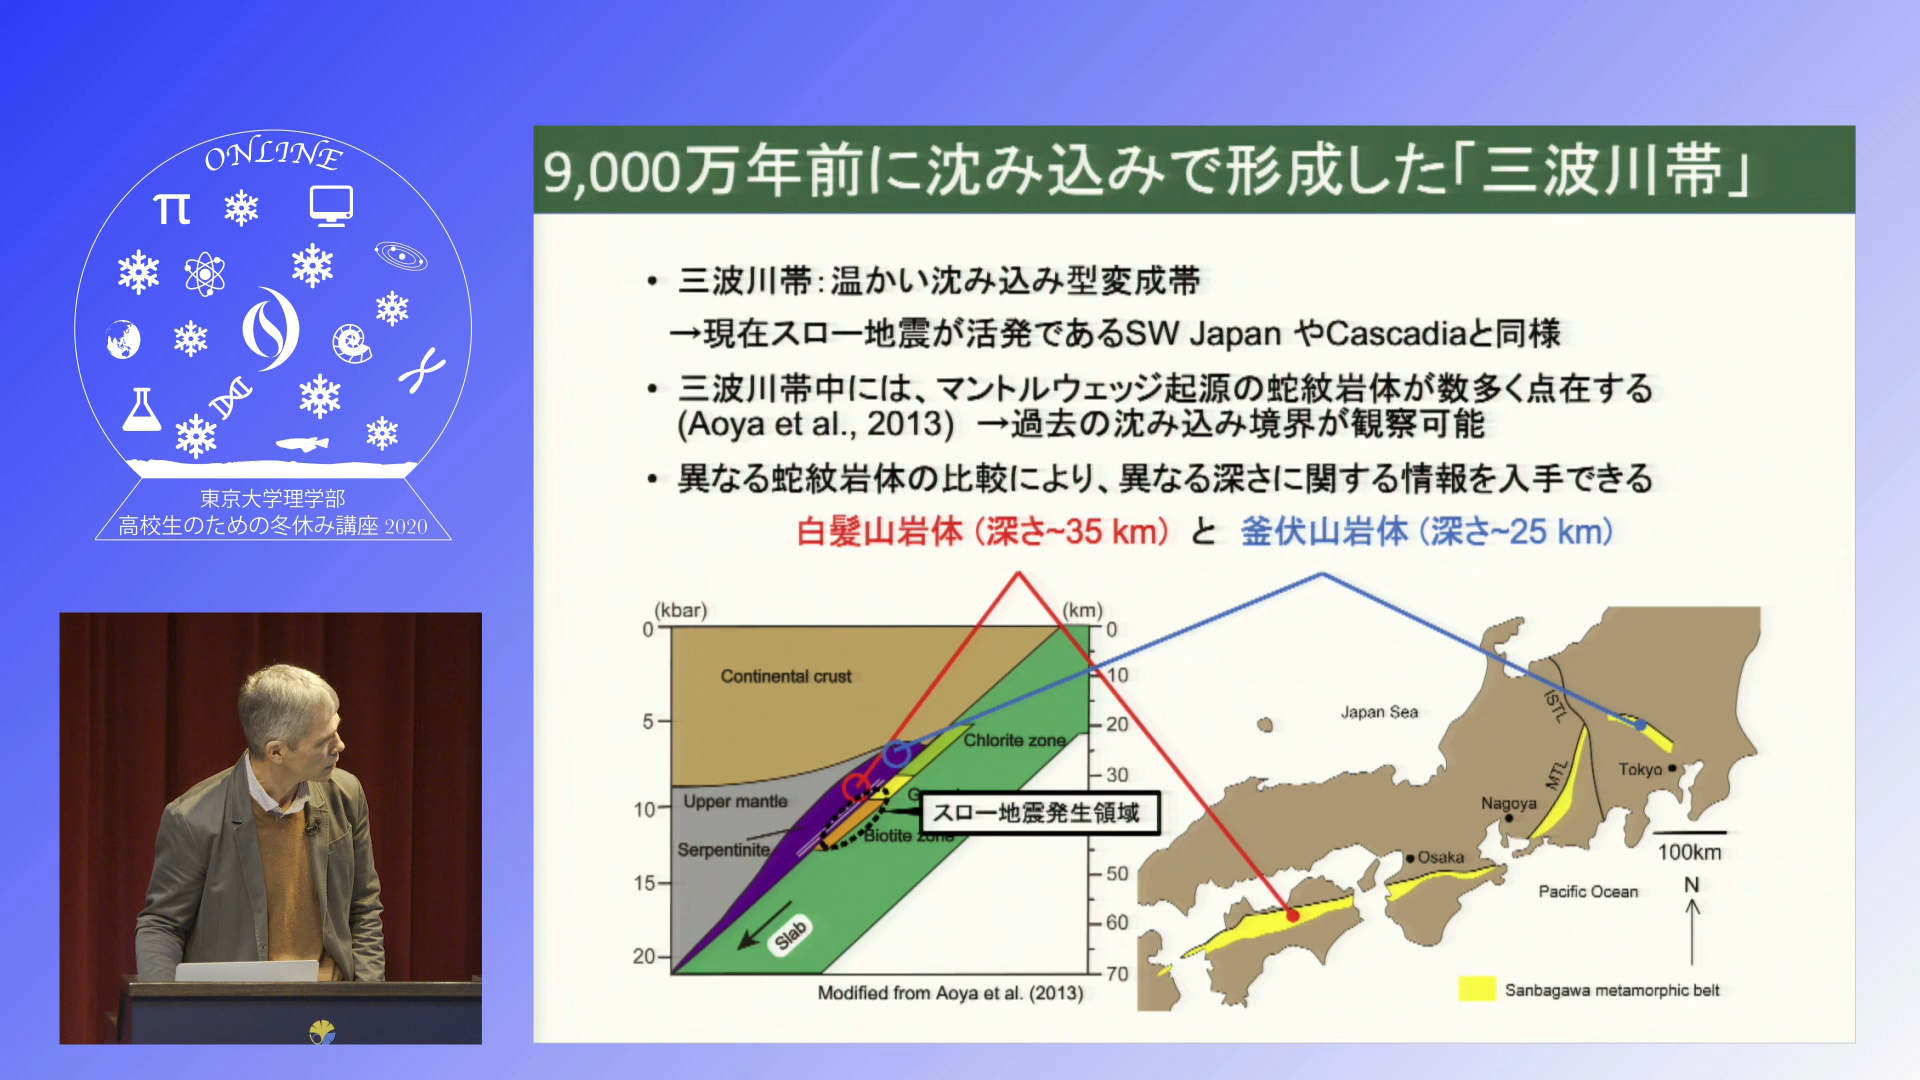 ONLINE
π
東京大学理学部
高校生のための冬休み講座 2020
9,000万年前に沈み込みで形成した「三波川帯」
• 三波川帯：温かい沈み込み型変成帯
→現在スロー地震が活発であるSW Japan やCascadiaと同様
• 三波川帯中には、マントルウェッジ起源の蛇紋岩体が数多く点在する
(Aoya et al., 2013) →過去の沈み込み境界が観察可能
• 異なる蛇紋岩体の比較により、異なる深さに関する情報を入手できる
白髪山岩体（深さ~35 km） と 釜伏山岩体（深さ~25 km）
(kbar)
0
5
10
15
20
(km)
0
10
20
30
50
60
70
Continental crust
Chlorite zone
Upper mantle
スロー地震発生領域
Biotite zone
Serpentinite
Slab
Modified from Aoya et al. (2013)
Japan Sea
ISTL
MTL
Tokyo
Nagoya
Osaka
100km
N
Pacific Ocean
Sanbagawa metamorphic belt